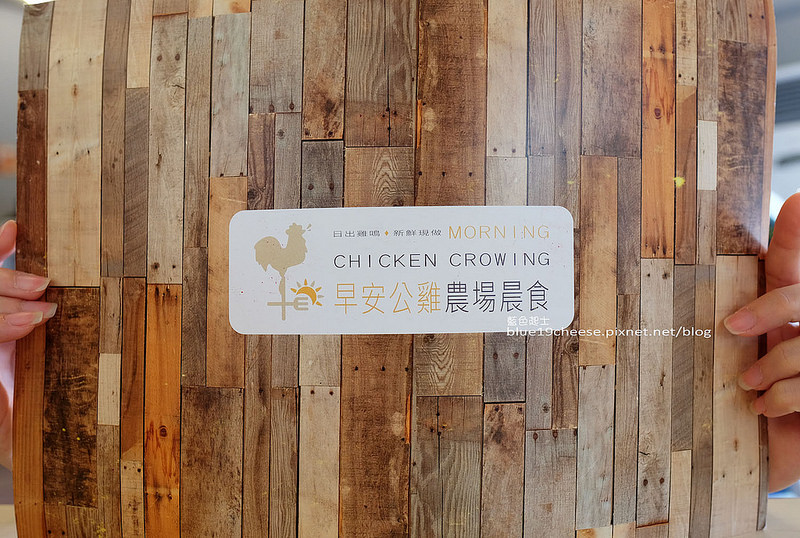 日出雞鳴♦新鮮現做 MORNING
CHICKEN CROWING
早安公雞農場晨食
藍色起士
blue19cheese.pixnet.net/blog